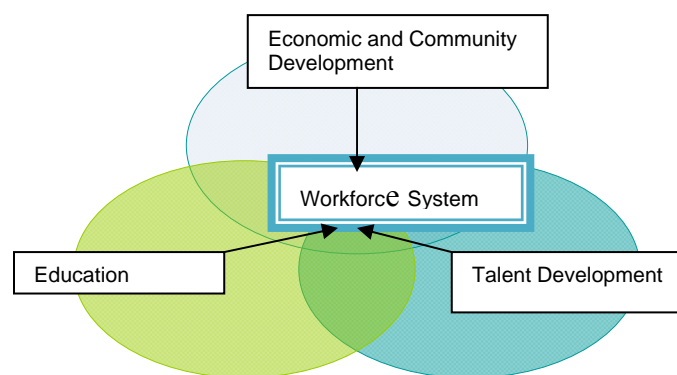 Economic and Community
Development
Workforce System
Education
Talent Development